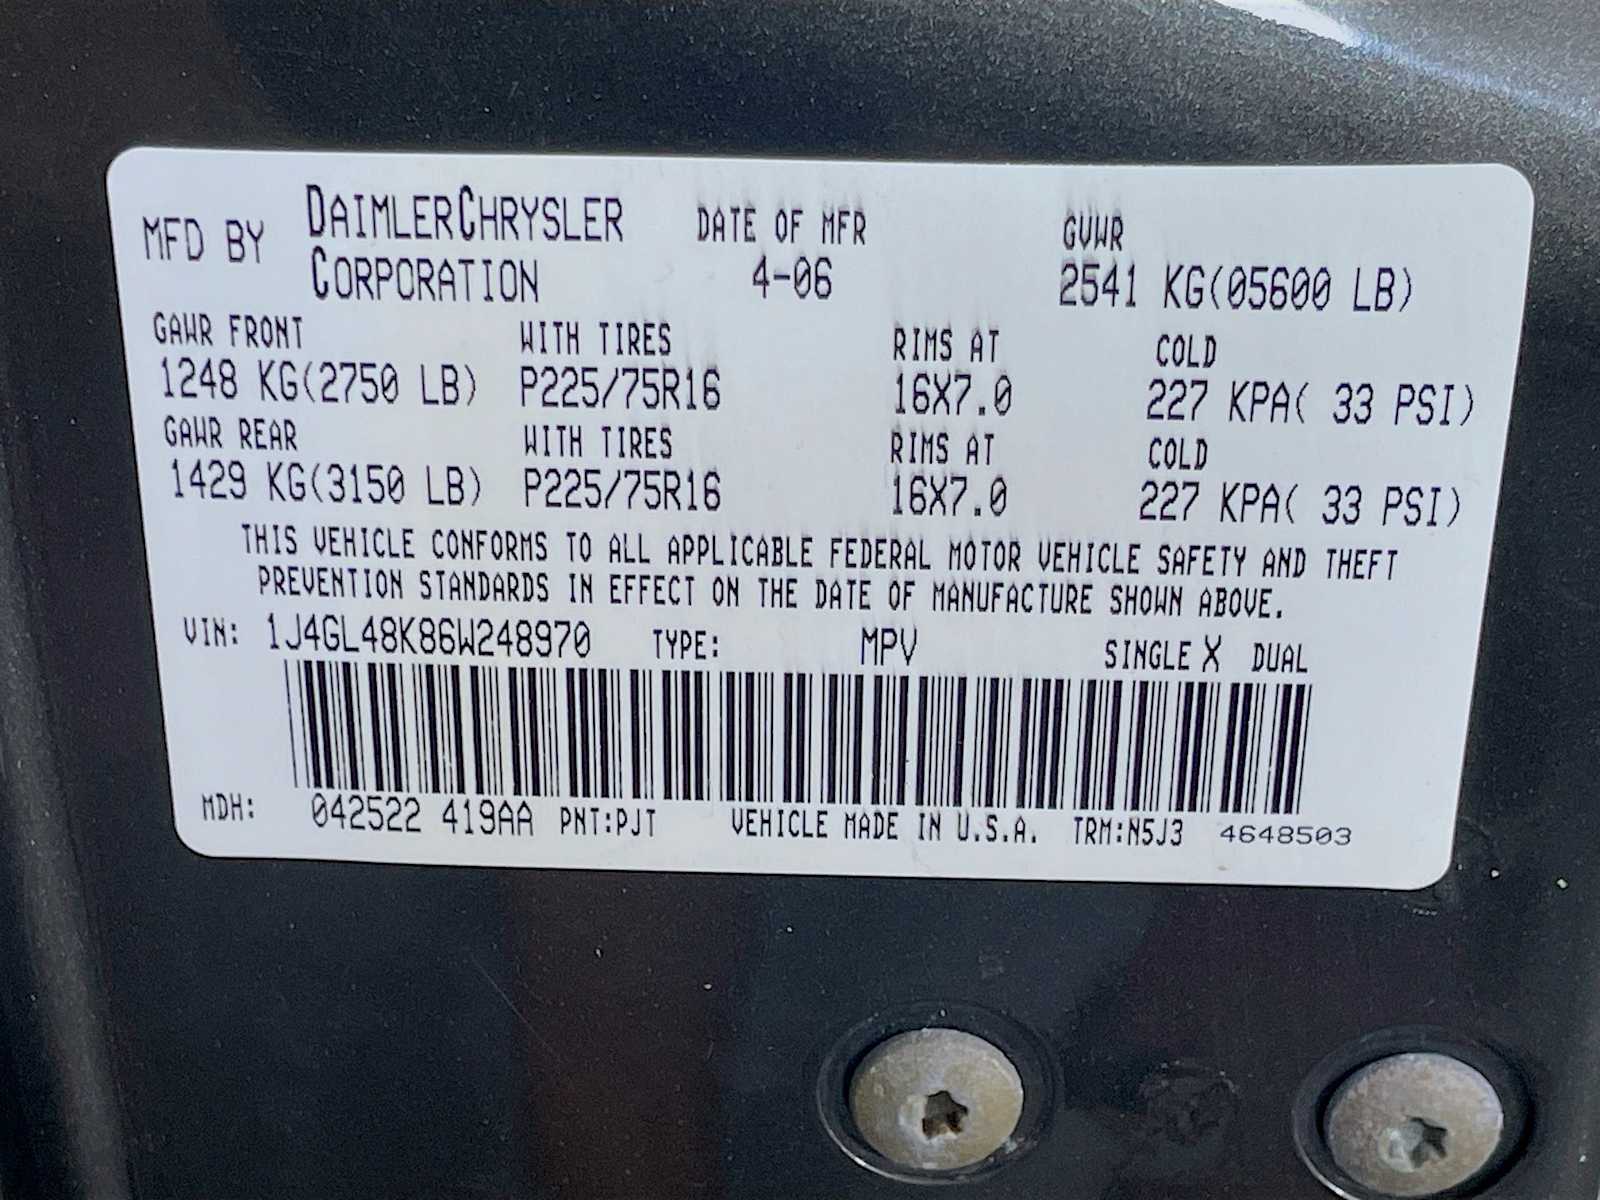 MFD BY DAIMLERCHRYSLER CORPORATION DATE OF MFR 4-06 GVWR 2541 KG(05600 LB)
GAWR FRONT WITH TIRES RIMS AT COLD
1248 KG(2750 LB) P225/75R16 16X7.0 227 KPA( 33 PSI)
GAWR REAR WITH TIRES RIMS AT COLD
1429 KG(3150 LB) P225/75R16 16X7.0 227 KPA( 33 PSI)
THIS VEHICLE CONFORMS TO ALL APPLICABLE FEDERAL MOTOR VEHICLE SAFETY AND THEFT
PREVENTION STANDARDS IN EFFECT ON THE DATE OF MANUFACTURE SHOWN ABOVE.
VIN: 1J4GL48K86W248970 TYPE: MPV SINGLE X DUAL
MDH: 042522 419AA PNT:PJT VEHICLE MADE IN U.S.A. TRM:N5J3 4648503